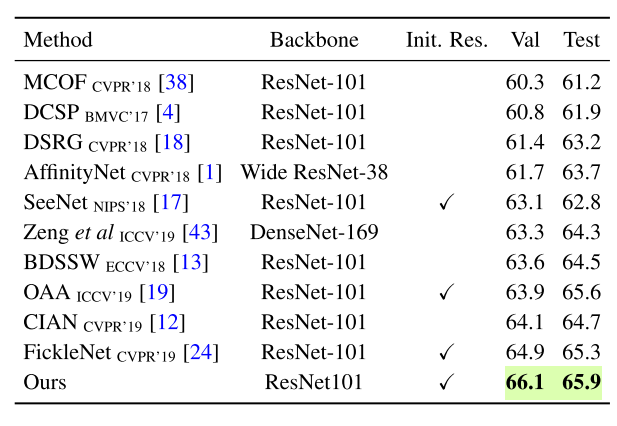 Method Backbone Init. Res. Val Test
MCOF CVPR'18 [38] ResNet-101 60.3 61.2
DCSP BMVC'17 [4] ResNet-101 60.8 61.9
DSRG CVPR'18 [18] ResNet-101 61.4 63.2
AffinityNet CVPR'18 [1] Wide ResNet-38 61.7 63.7
SeeNet NIPS'18 [17] ResNet-101 ✓ 63.1 62.8
Zeng et al ICCV'19 [43] DenseNet-169 63.3 64.3
BDSSW ECCV'18 [13] ResNet-101 63.6 64.5
OAA ICCV'19 [19] ResNet-101 ✓ 63.9 65.6
CIAN CVPR'19 [12] ResNet-101 64.1 64.7
FickleNet CVPR'19 [24] ResNet-101 ✓ 64.9 65.3
Ours ResNet101 ✓ 66.1 65.9